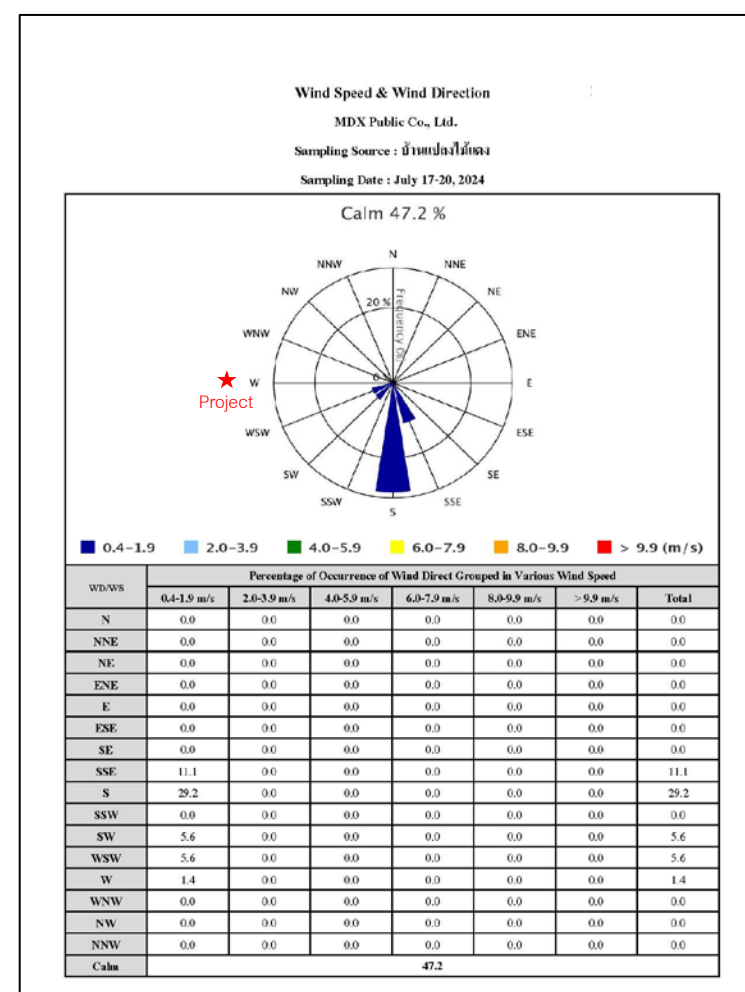 Wind Speed & Wind Direction
MDX Public Co., Ltd.
Sampling Source : บ้านแปลงไม้แดง
Sampling Date : July 17-20, 2024
Calm 47.2 %
N
NNW NNE
NW NE
20 %
Frequency (%)
WNW ENE
0 %
W E
Project
WSW ESE
SW SE
SSW SSE
S
0.4−1.9 2.0−3.9 4.0−5.9 6.0−7.9 8.0−9.9 > 9.9 (m/s)
WD/WS Percentage of Occurrence of Wind Direct Grouped in Various Wind Speed
0.4-1.9 m/s 2.0-3.9 m/s 4.0-5.9 m/s 6.0-7.9 m/s 8.0-9.9 m/s >9.9 m/s Total
N 0.0 0.0 0.0 0.0 0.0 0.0 0.0
NNE 0.0 0.0 0.0 0.0 0.0 0.0 0.0
NE 0.0 0.0 0.0 0.0 0.0 0.0 0.0
ENE 0.0 0.0 0.0 0.0 0.0 0.0 0.0
E 0.0 0.0 0.0 0.0 0.0 0.0 0.0
ESE 0.0 0.0 0.0 0.0 0.0 0.0 0.0
SE 0.0 0.0 0.0 0.0 0.0 0.0 0.0
SSE 11.1 0.0 0.0 0.0 0.0 0.0 11.1
S 29.2 0.0 0.0 0.0 0.0 0.0 29.2
SSW 0.0 0.0 0.0 0.0 0.0 0.0 0.0
SW 5.6 0.0 0.0 0.0 0.0 0.0 5.6
WSW 5.6 0.0 0.0 0.0 0.0 0.0 5.6
W 1.4 0.0 0.0 0.0 0.0 0.0 1.4
WNW 0.0 0.0 0.0 0.0 0.0 0.0 0.0
NW 0.0 0.0 0.0 0.0 0.0 0.0 0.0
NNW 0.0 0.0 0.0 0.0 0.0 0.0 0.0
Calm 47.2